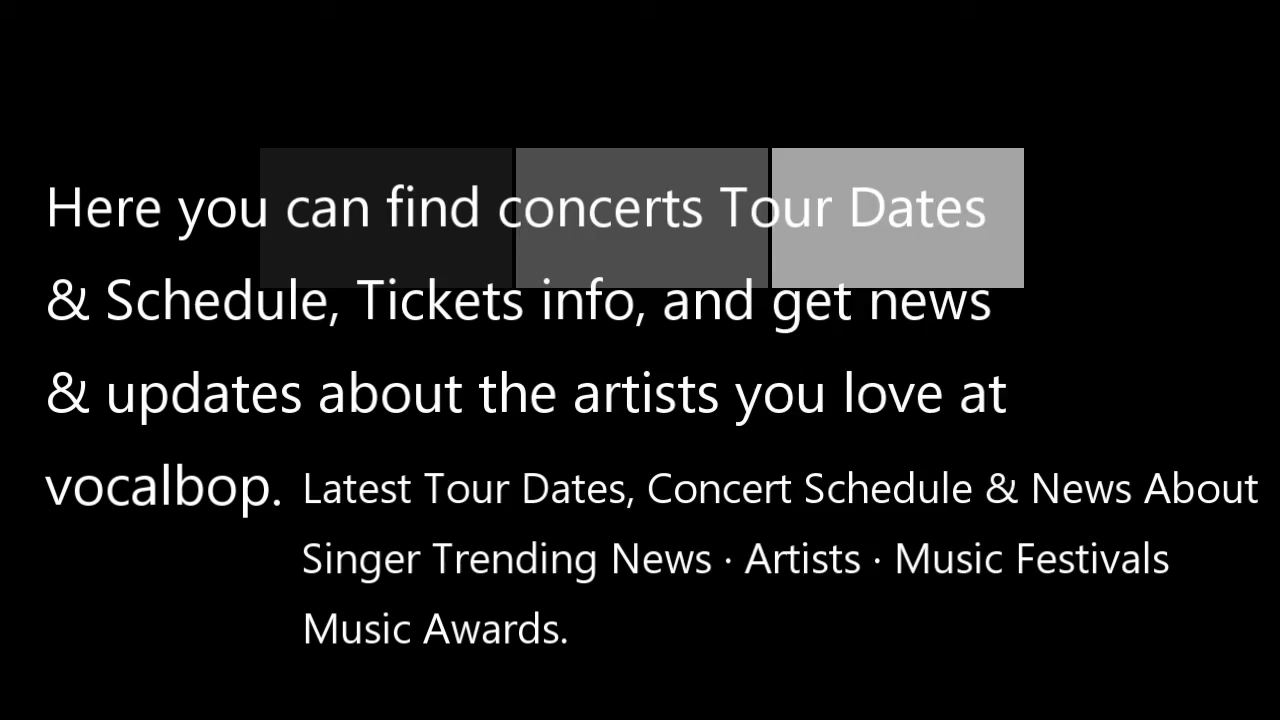 Here you can find concerts Tour Dates
& Schedule, Tickets info, and get news
& updates about the artists you love at
vocalbop.
Latest Tour Dates, Concert Schedule & News About
Singer Trending News · Artists · Music Festivals
Music Awards.